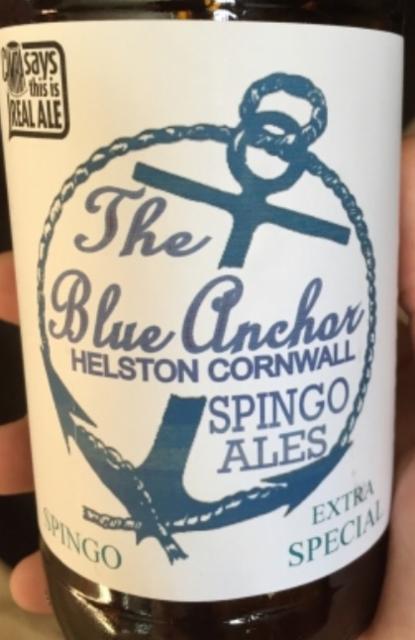 CAMRA says
this is
REAL ALE
The
Blue Anchor
HELSTON CORNWALL
SPINGO
ALES
SPINGO
EXTRA
SPECIAL